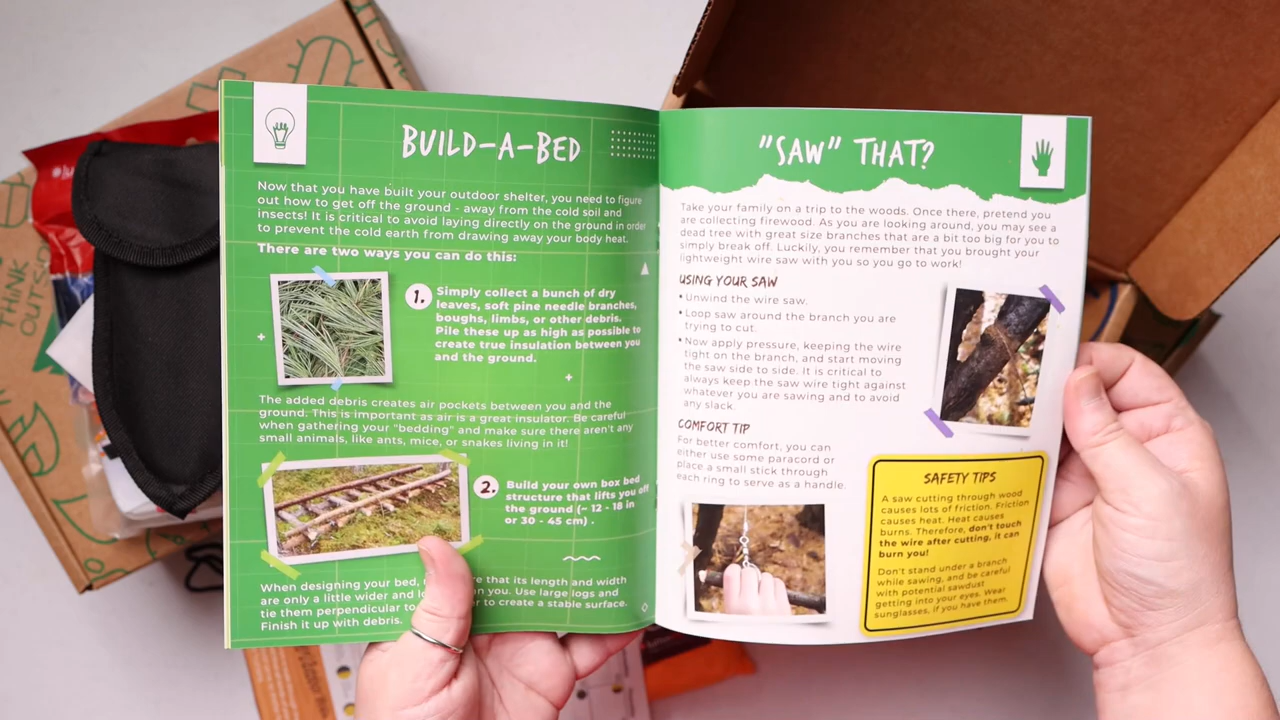 THINK
OUTS
BUILD-A-BED
Now that you have built your outdoor shelter, you need to figure
out how to get off the ground - away from the cold soil and
insects! It is critical to avoid laying directly on the ground in order
to prevent the cold earth from drawing away your body heat.
There are two ways you can do this:
1.
Simply collect a bunch of dry
leaves, soft pine needle branches,
boughs, limbs, or other debris.
Pile these up as high as possible to
create true insulation between you
and the ground.
The added debris creates air pockets between you and the
ground. This is important as air is a great insulator. Be careful
when gathering your "bedding" and make sure there aren't any
small animals, like ants, mice, or snakes living in it!
2.
Build your own box bed
structure that lifts you off
the ground (~ 12 - 18 in
or 30 - 45 cm) .
When designing your bed, re that its length and width
are only a little wider and an you. Use large logs and
tie them perpendicular to to create a stable surface.
Finish it up with debris.
"SAW" THAT?
Take your family on a trip to the woods. Once there, pretend you
are collecting firewood. As you are looking around, you may see a
dead tree with great size branches that are a bit too big for you to
simply break off. Luckily, you remember that you brought your
lightweight wire saw with you so you go to work!
USING YOUR SAW
• Unwind the wire saw.
• Loop saw around the branch you are
trying to cut.
• Now apply pressure, keeping the wire
tight on the branch, and start moving
the saw side to side. It is critical to
always keep the saw wire tight against
whatever you are sawing and to avoid
any slack.
COMFORT TIP
For better comfort, you can
either use some paracord or
place a small stick through
each ring to serve as a handle.
SAFETY TIPS
A saw cutting through wood
causes lots of friction. Friction
causes heat. Heat causes
burns. Therefore, don't touch
the wire after cutting, it can
burn you!
Don't stand under a branch
while sawing, and be careful
with potential sawdust
getting into your eyes. Wear
sunglasses, if you have them.